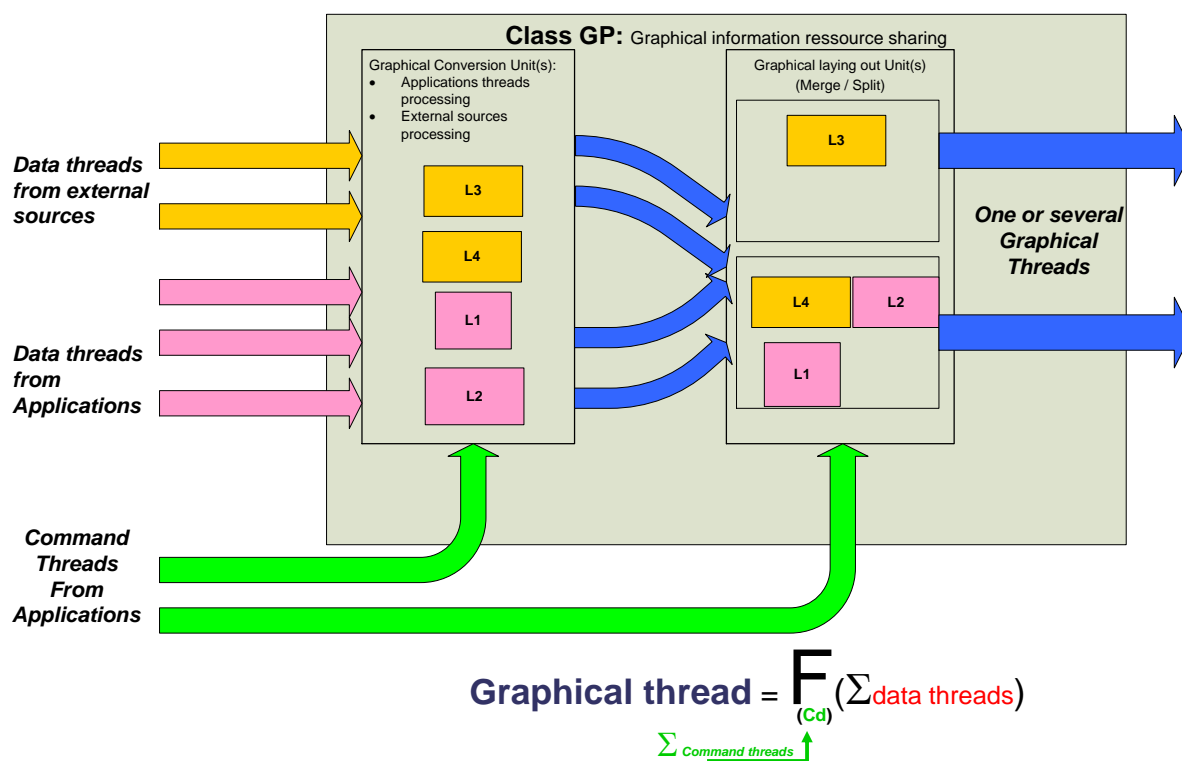 Class GP: Graphical information ressource sharing
Graphical Conversion Unit(s):
• Applications threads
processing
• External sources
processing
L3
L4
L1
L2
Graphical laying out Unit(s)
(Merge / Split)
L3
L4
L2
L1
Data threads
from external
sources
Data threads
from
Applications
Command
Threads
From
Applications
One or several
Graphical
Threads
Graphical thread = F(Σdata threads)
(Cd)
Σ Command threads